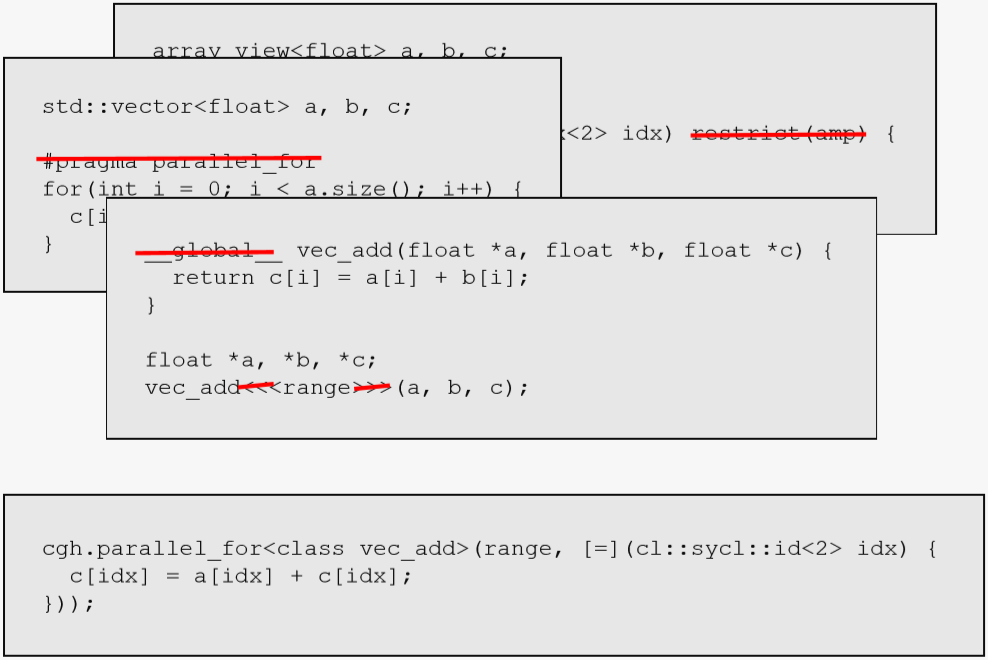 array_view<float> a, b, c;
std::vector<float> a, b, c;
<2> idx) restrict(amp) {
#pragma parallel_for
for(int i = 0; i < a.size(); i++) {
c[i
}
__global__ vec_add(float *a, float *b, float *c) {
return c[i] = a[i] + b[i];
}
float *a, *b, *c;
vec_add<<<range>>>(a, b, c);
cgh.parallel_for<class vec_add>(range, [=](cl::sycl::id<2> idx) {
c[idx] = a[idx] + c[idx];
}));